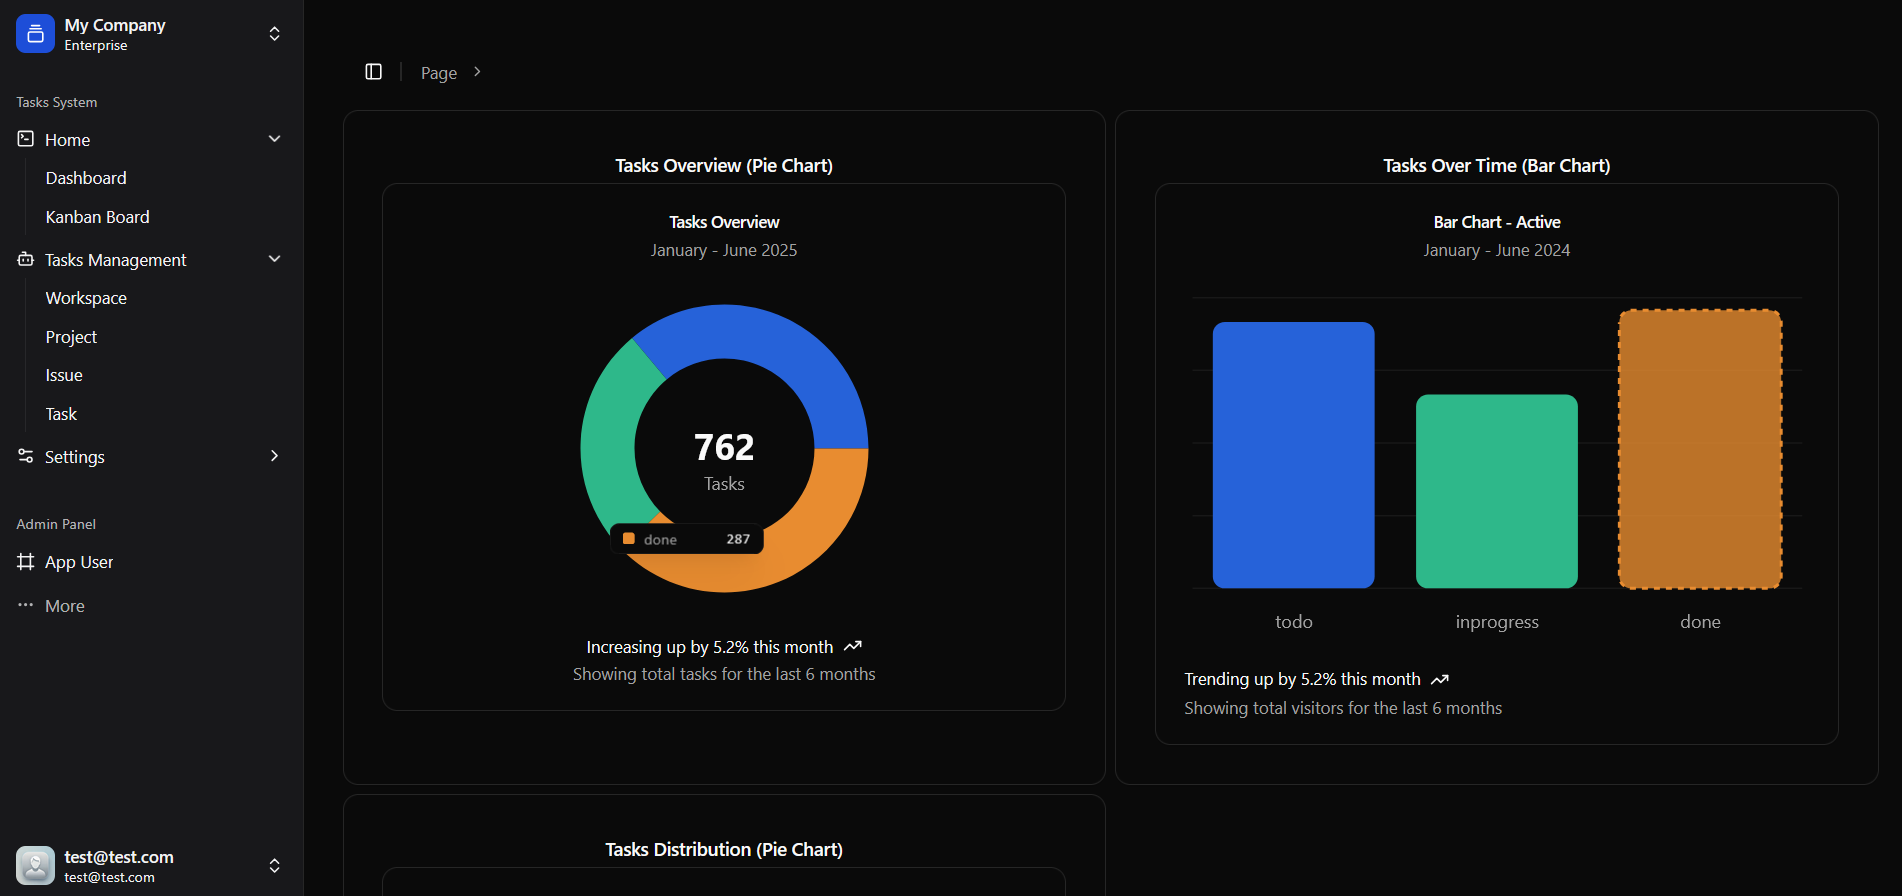 My Company
Enterprise
Tasks System
Home
Dashboard
Kanban Board
Tasks Management
Workspace
Project
Issue
Task
Settings
Admin Panel
App User
More
test@test.com
test@test.com
Page
Tasks Overview (Pie Chart)
Tasks Overview
January - June 2025
762
Tasks
done 287
Increasing up by 5.2% this month
Showing total tasks for the last 6 months
Tasks Over Time (Bar Chart)
Bar Chart - Active
January - June 2024
todo inprogress done
Trending up by 5.2% this month
Showing total visitors for the last 6 months
Tasks Distribution (Pie Chart)